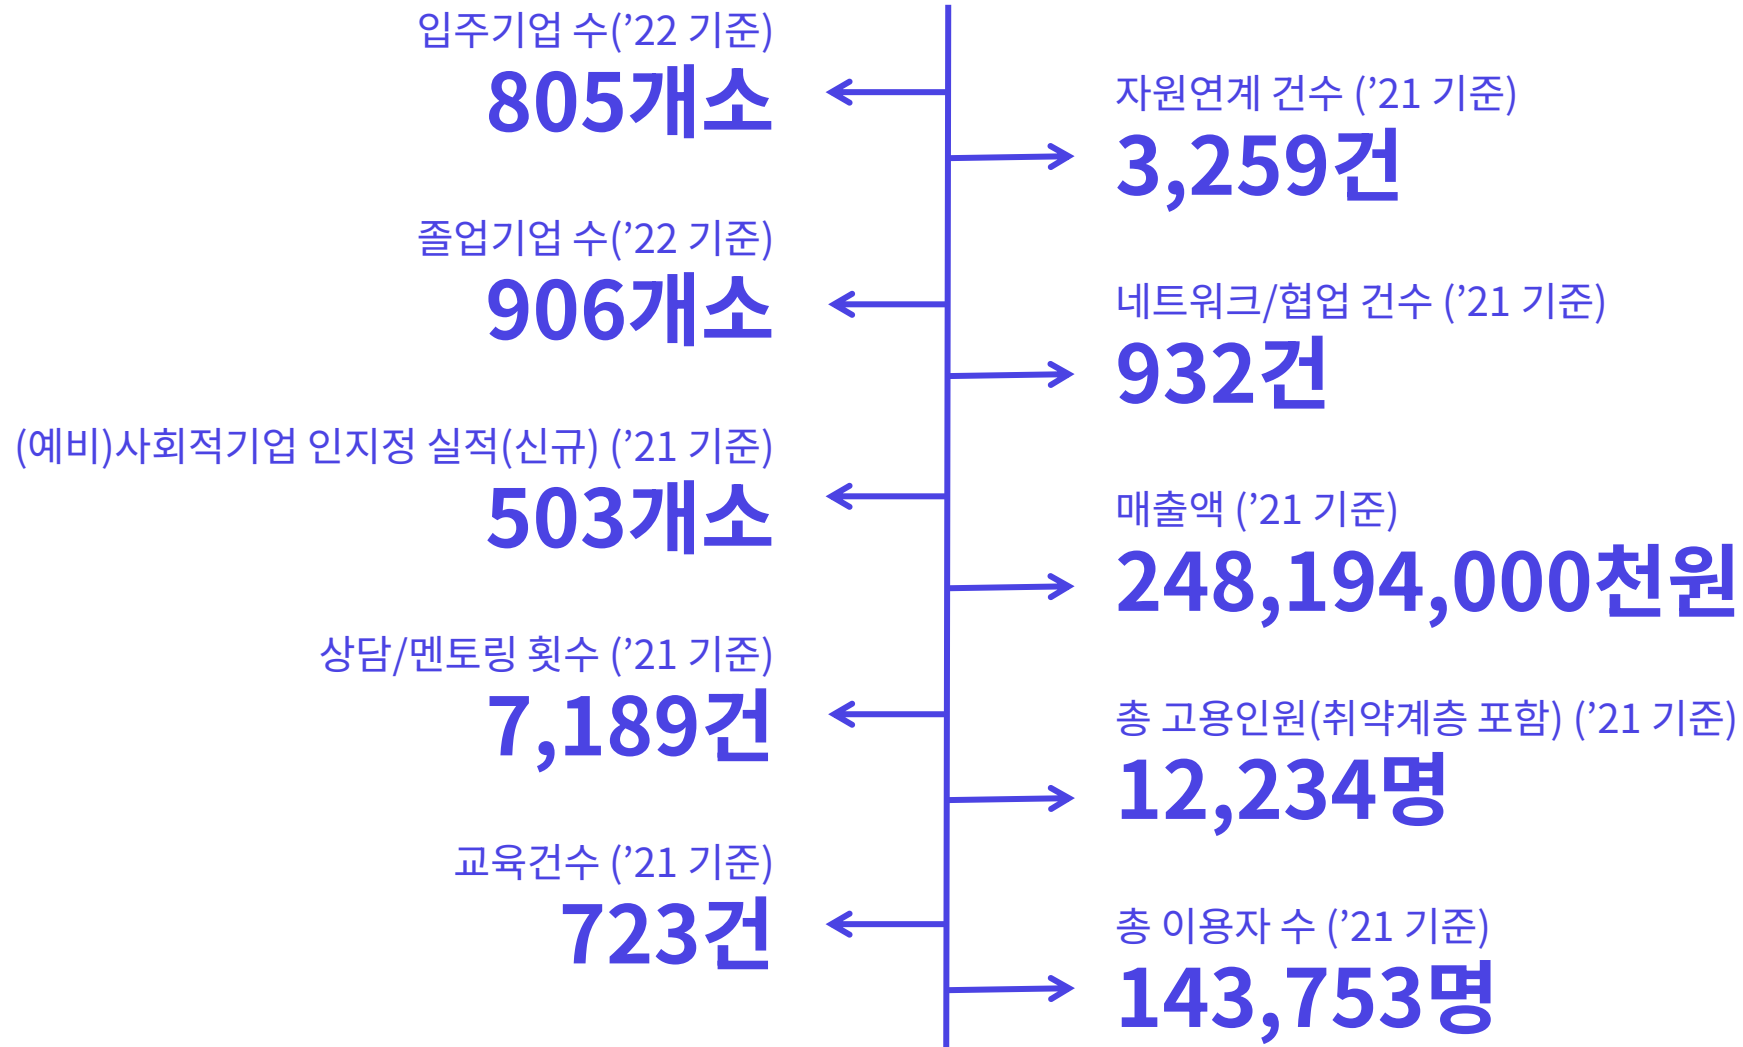 입주기업 수(’22 기준)
805개소
졸업기업 수(’22 기준)
906개소
(예비)사회적기업 인지정 실적(신규) (’21 기준)
503개소
상담/멘토링 횟수 (’21 기준)
7,189건
교육건수 (’21 기준)
723건
자원연계 건수 (’21 기준)
3,259건
네트워크/협업 건수 (’21 기준)
932건
매출액 (’21 기준)
248,194,000천원
총 고용인원(취약계층 포함) (’21 기준)
12,234명
총 이용자 수 (’21 기준)
143,753명